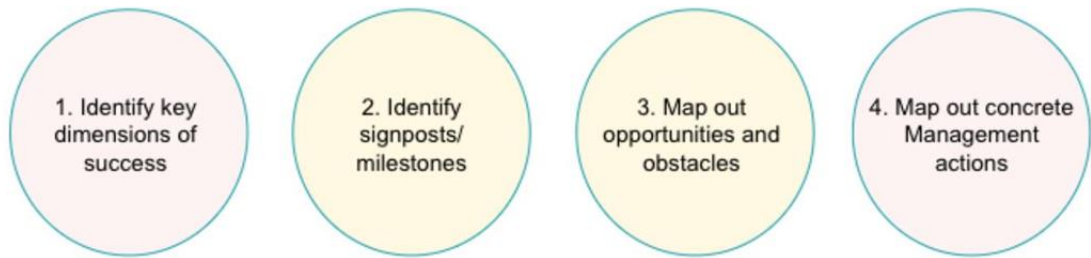 1. Identify key
dimensions of
success
2. Identify
signposts/
milestones
3. Map out
opportunities and
obstacles
4. Map out concrete
Management
actions